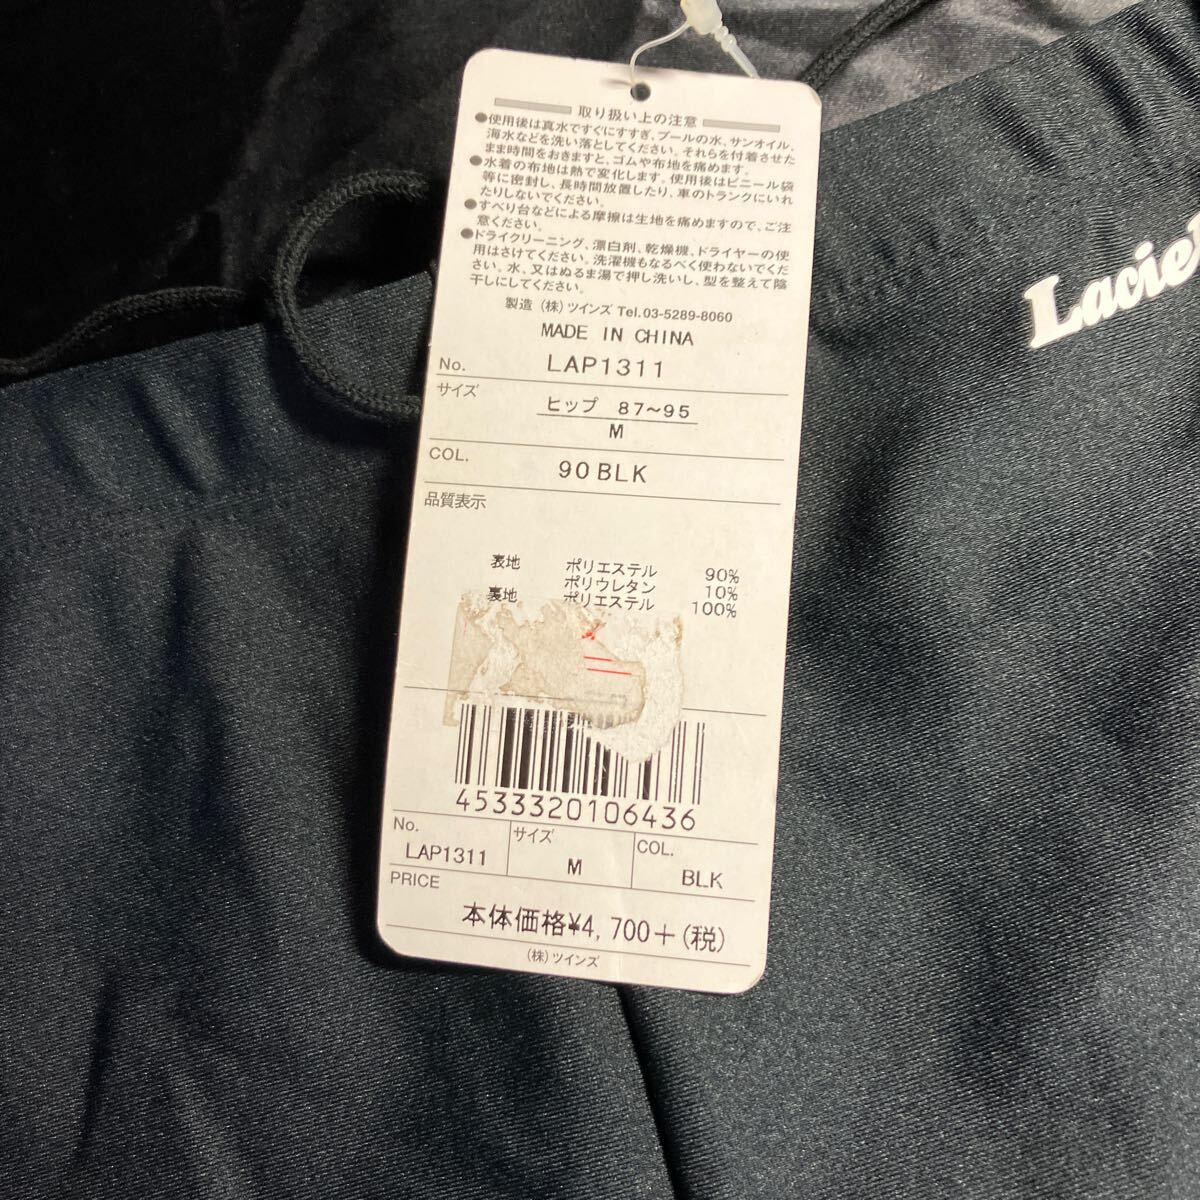 取り扱い上の注意
●使用後は真水ですぐにすすぎ、プールの水、サンオイル、
海水などを洗い落としてください。それらを付着させた
まま時間をおきますと、ゴムや布地を痛めます。
●水着の布地は熱で変化します。使用後はビニール袋
等に密封し、長時間放置したり、車のトランクにいれ
たりしないでください。
●すべり台などによる摩擦は生地を痛めますので、ご注
意ください。
●ドライクリーニング、漂白剤、乾燥機、ドライヤーの使
用はさけてください。洗濯機もなるべく使わないでくだ
さい。水、又はぬるま湯で押し洗いし、型を整えて陰
干しにしてください。
製造 (株)ツインズ Tel.03-5289-8060
MADE IN CHINA
No. LAP1311
サイズ ヒップ 87〜95
M
COL. 90 BLK
品質表示
表地 ポリエステル 90%
ポリウレタン 10%
裏地 ポリエステル 100%
4533320106436
No. サイズ COL.
LAP1311 M BLK
PRICE
本体価格¥4,700+(税)
(株)ツインズ
Laciel